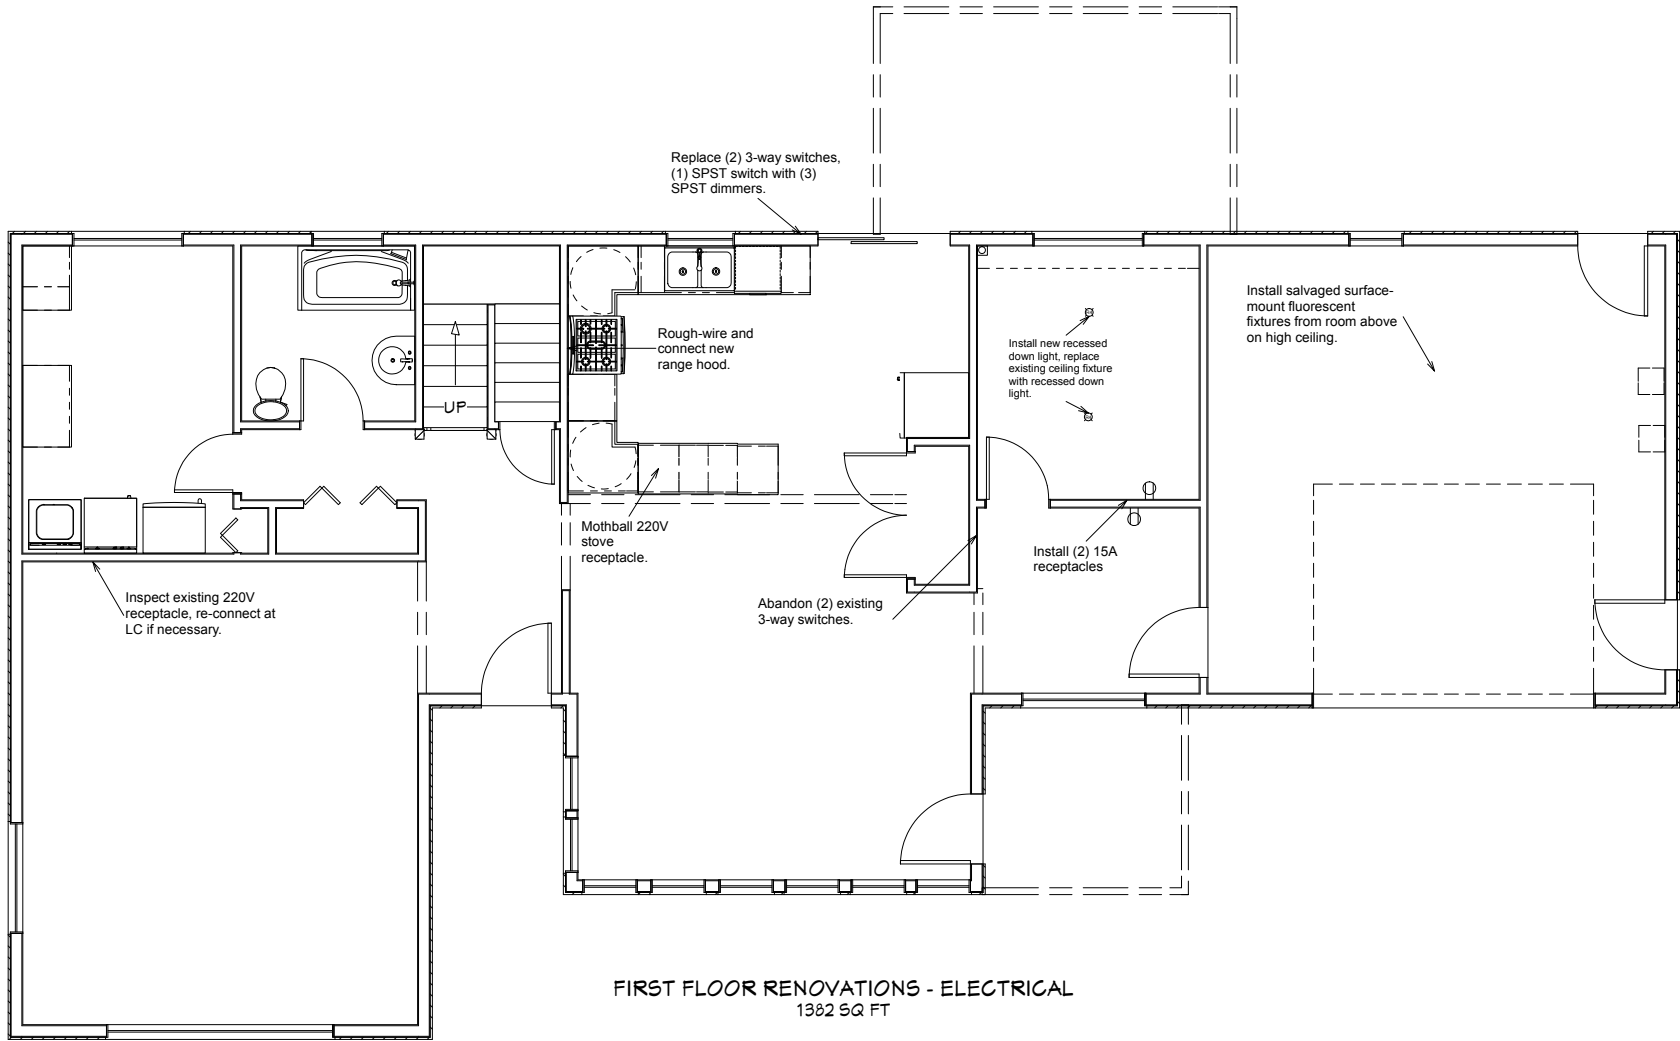 Replace (2) 3-way switches,
(1) SPST switch with (3)
SPST dimmers.
Rough-wire and
connect new
range hood.
Install new recessed
down light, replace
existing ceiling fixture
with recessed down
light.
Install salvaged surface-
mount fluorescent
fixtures from room above
on high ceiling.
UP
Mothball 220V
stove
receptacle.
Install (2) 15A
receptacles
Inspect existing 220V
receptacle, re-connect at
LC if necessary.
Abandon (2) existing
3-way switches.
FIRST FLOOR RENOVATIONS - ELECTRICAL
1382 SQ FT